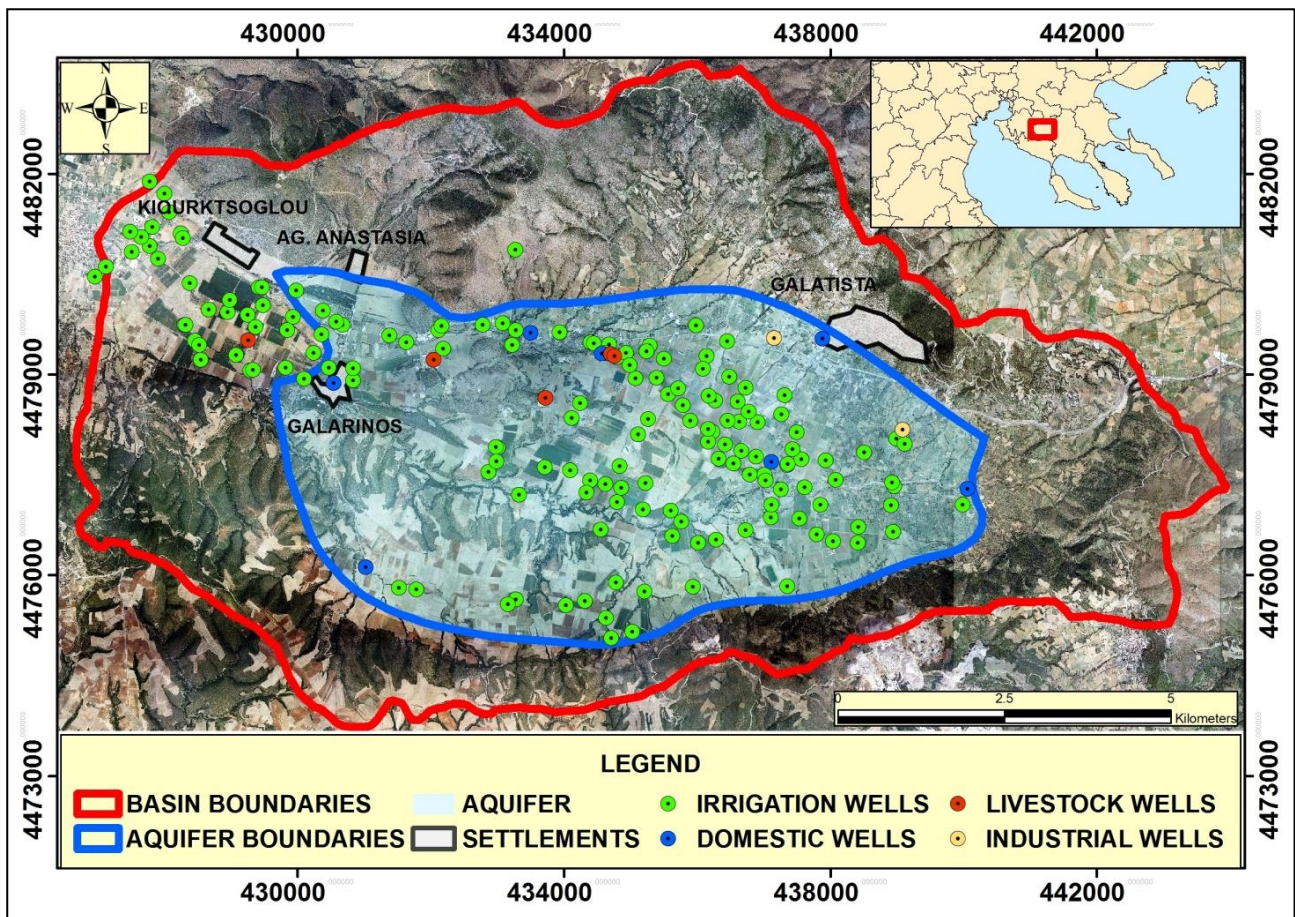 430000 434000 438000 442000
N
W E
S
4482000 4482000
KIOURKTSOGLOU
AG. ANASTASIA
GALATISTA
4479000 4479000
GALARINOS
4476000 4476000
0 2.5 5
Kilometers
LEGEND
4473000 4473000
BASIN BOUNDARIES AQUIFER IRRIGATION WELLS LIVESTOCK WELLS
AQUIFER BOUNDARIES SETTLEMENTS DOMESTIC WELLS INDUSTRIAL WELLS
430000 434000 438000 442000